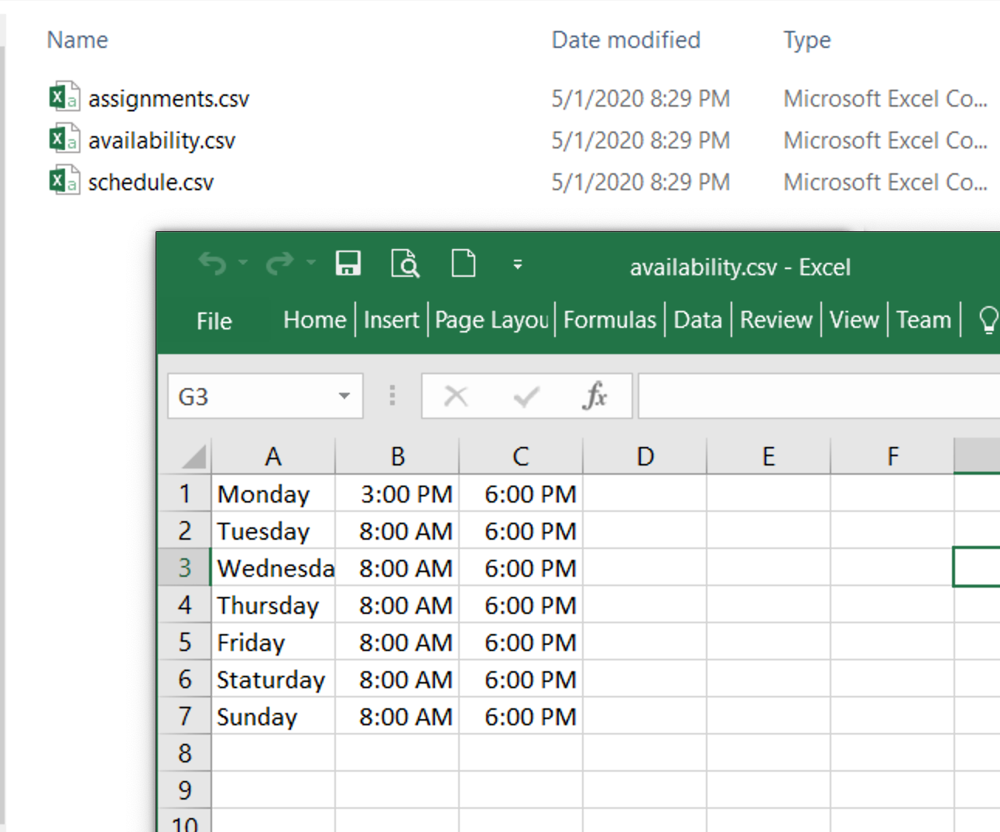 Name Date modified Type
assignments.csv 5/1/2020 8:29 PM Microsoft Excel Co...
availability.csv 5/1/2020 8:29 PM Microsoft Excel Co...
schedule.csv 5/1/2020 8:29 PM Microsoft Excel Co...
availability.csv - Excel
File Home Insert Page Layou Formulas Data Review View Team
G3 fx
A B C D E F
1 Monday 3:00 PM 6:00 PM
2 Tuesday 8:00 AM 6:00 PM
3 Wednesda 8:00 AM 6:00 PM
4 Thursday 8:00 AM 6:00 PM
5 Friday 8:00 AM 6:00 PM
6 Staturday 8:00 AM 6:00 PM
7 Sunday 8:00 AM 6:00 PM
8
9
10